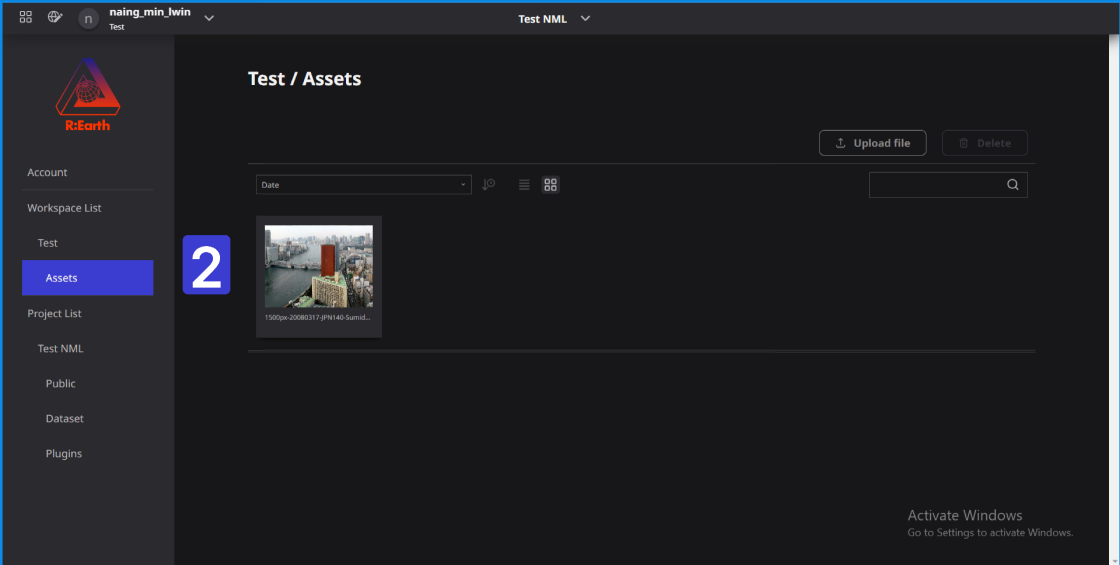 n
naing_min_lwin
Test
Test NML
R:Earth
Test / Assets
Upload file
Delete
Account
Workspace List
Test
Assets
Project List
Test NML
Public
Dataset
Plugins
2
Date
1500px-20080317-JPN140-Sumid...
Activate Windows
Go to Settings to activate Windows.